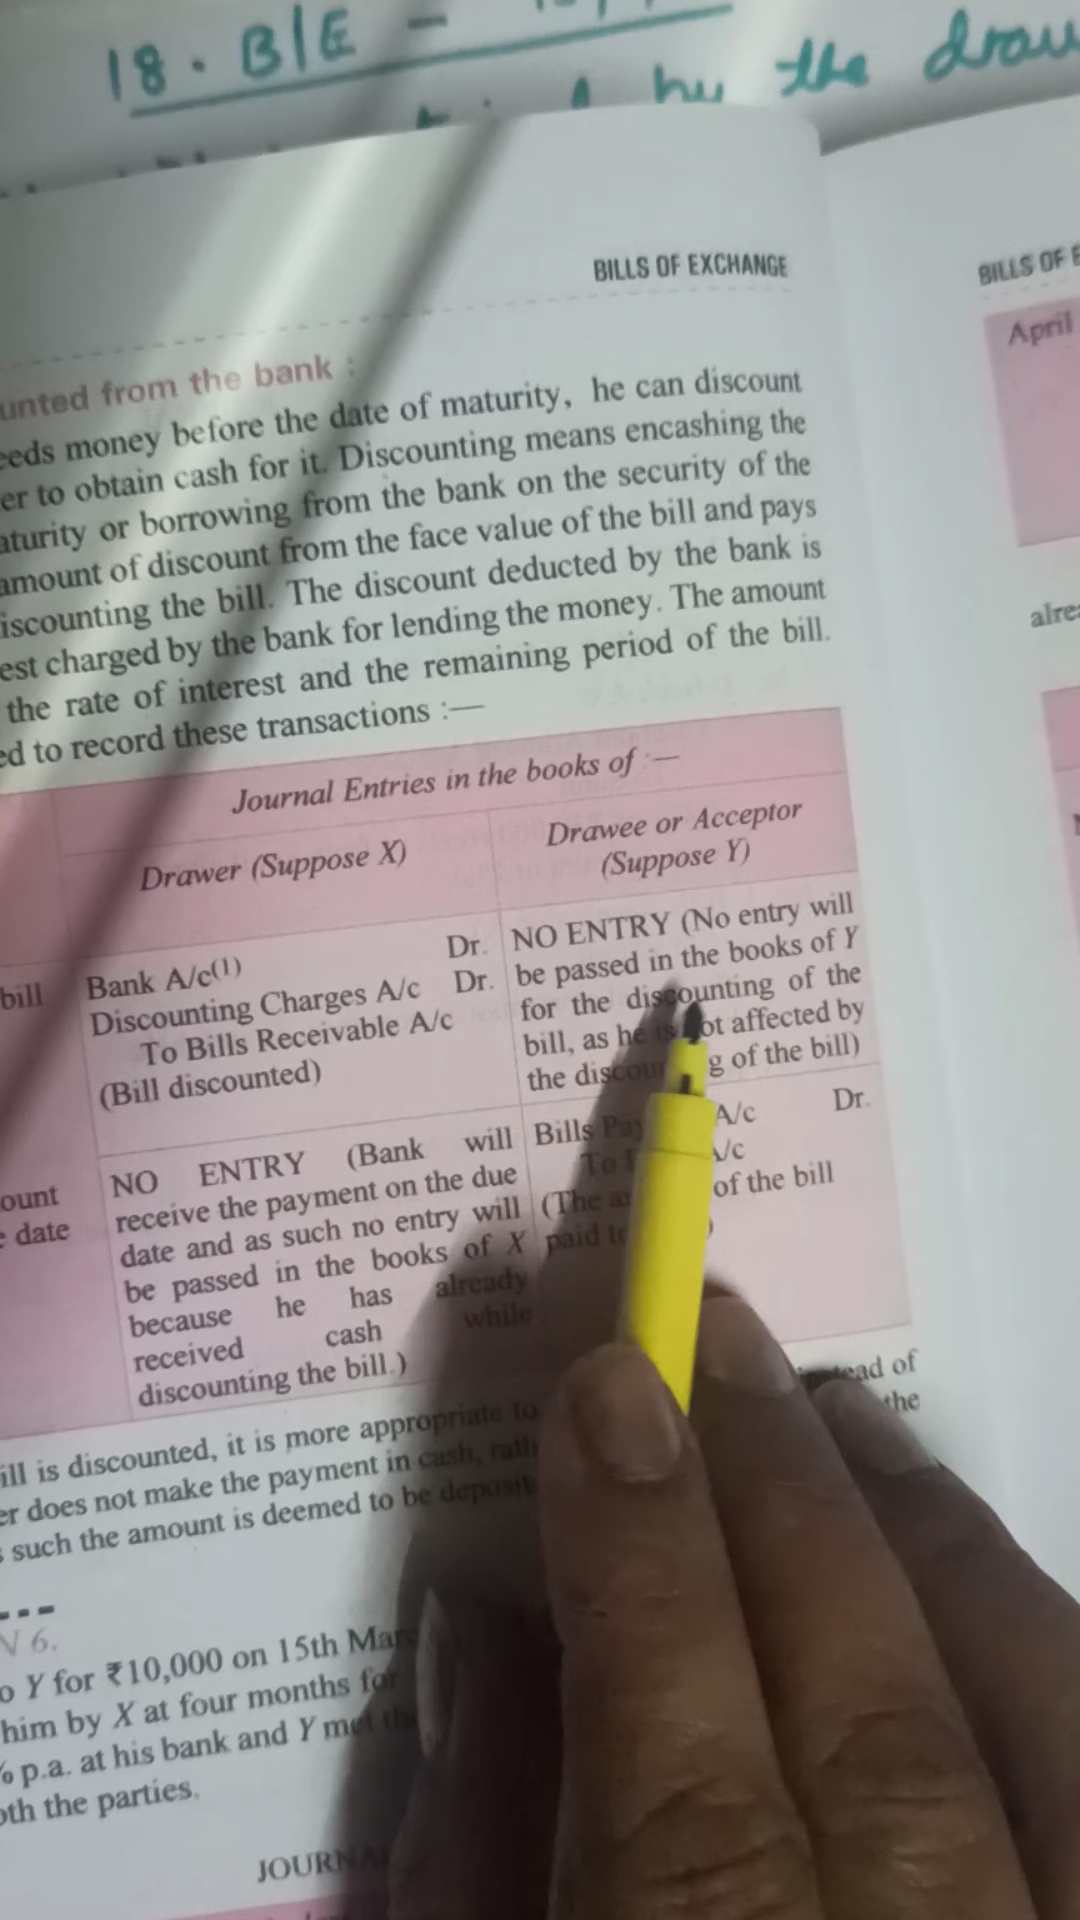 18. B/E -
by the draw
BILLS OF EXCHANGE
unted from the bank :
eeds money before the date of maturity, he can discount
er to obtain cash for it. Discounting means encashing the
aturity or borrowing from the bank on the security of the
amount of discount from the face value of the bill and pays
iscounting the bill. The discount deducted by the bank is
est charged by the bank for lending the money. The amount
the rate of interest and the remaining period of the bill.
ed to record these transactions :—
Journal Entries in the books of :—
Drawer (Suppose X)
Drawee or Acceptor
(Suppose Y)
bill
Bank A/c(1) Dr.
Discounting Charges A/c Dr.
To Bills Receivable A/c
(Bill discounted)
NO ENTRY (No entry will
be passed in the books of Y
for the discounting of the
bill, as he is not affected by
the discoun g of the bill)
ount
e date
NO ENTRY (Bank will
receive the payment on the due
date and as such no entry will
be passed in the books of X
because he has already
received cash while
discounting the bill.)
Bills Pay A/c Dr.
To A/c
(The a of the bill
paid t )
instead of
ill is discounted, it is more appropriate to
the
er does not make the payment in cash,
s such the amount is deemed to be deposit
N 6.
o Y for ₹10,000 on 15th Mar
him by X at four months for
% p.a. at his bank and Y met the
oth the parties.
JOURNA
BILLS OF E
April
alrea